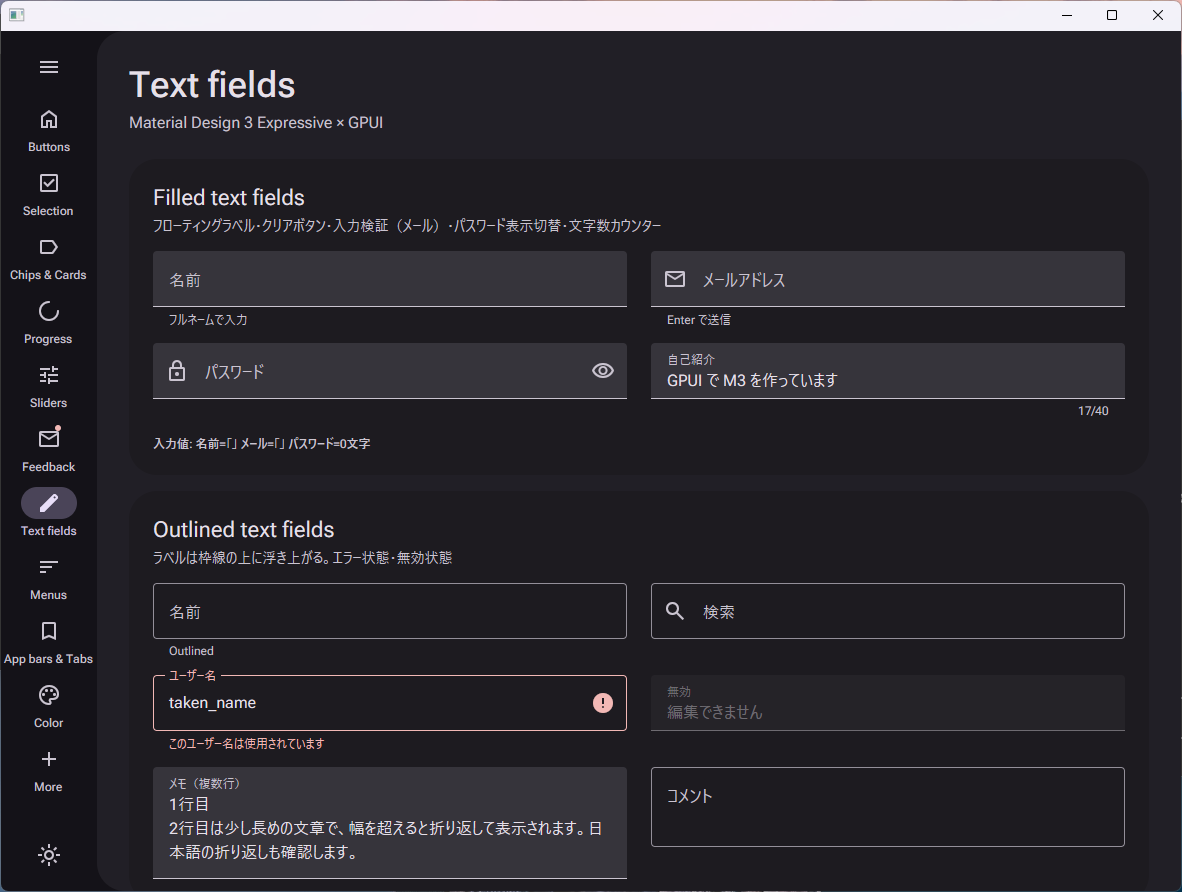 Buttons
Selection
Chips & Cards
Progress
Sliders
Feedback
Text fields
Menus
App bars & Tabs
Color
More
Text fields
Material Design 3 Expressive × GPUI
Filled text fields
フローティングラベル・クリアボタン・入力検証（メール）・パスワード表示切替・文字数カウンター
名前
フルネームで入力
メールアドレス
Enter で送信
パスワード
自己紹介
GPUI で M3 を作っています
17/40
入力値: 名前=「」 メール=「」 パスワード=0文字
Outlined text fields
ラベルは枠線の上に浮き上がる。エラー状態・無効状態
名前
Outlined
検索
ユーザー名
taken_name
このユーザー名は使用されています
無効
編集できません
メモ（複数行）
1行目
2行目は少し長めの文章で、幅を超えると折り返して表示されます。日
本語の折り返しも確認します。
コメント